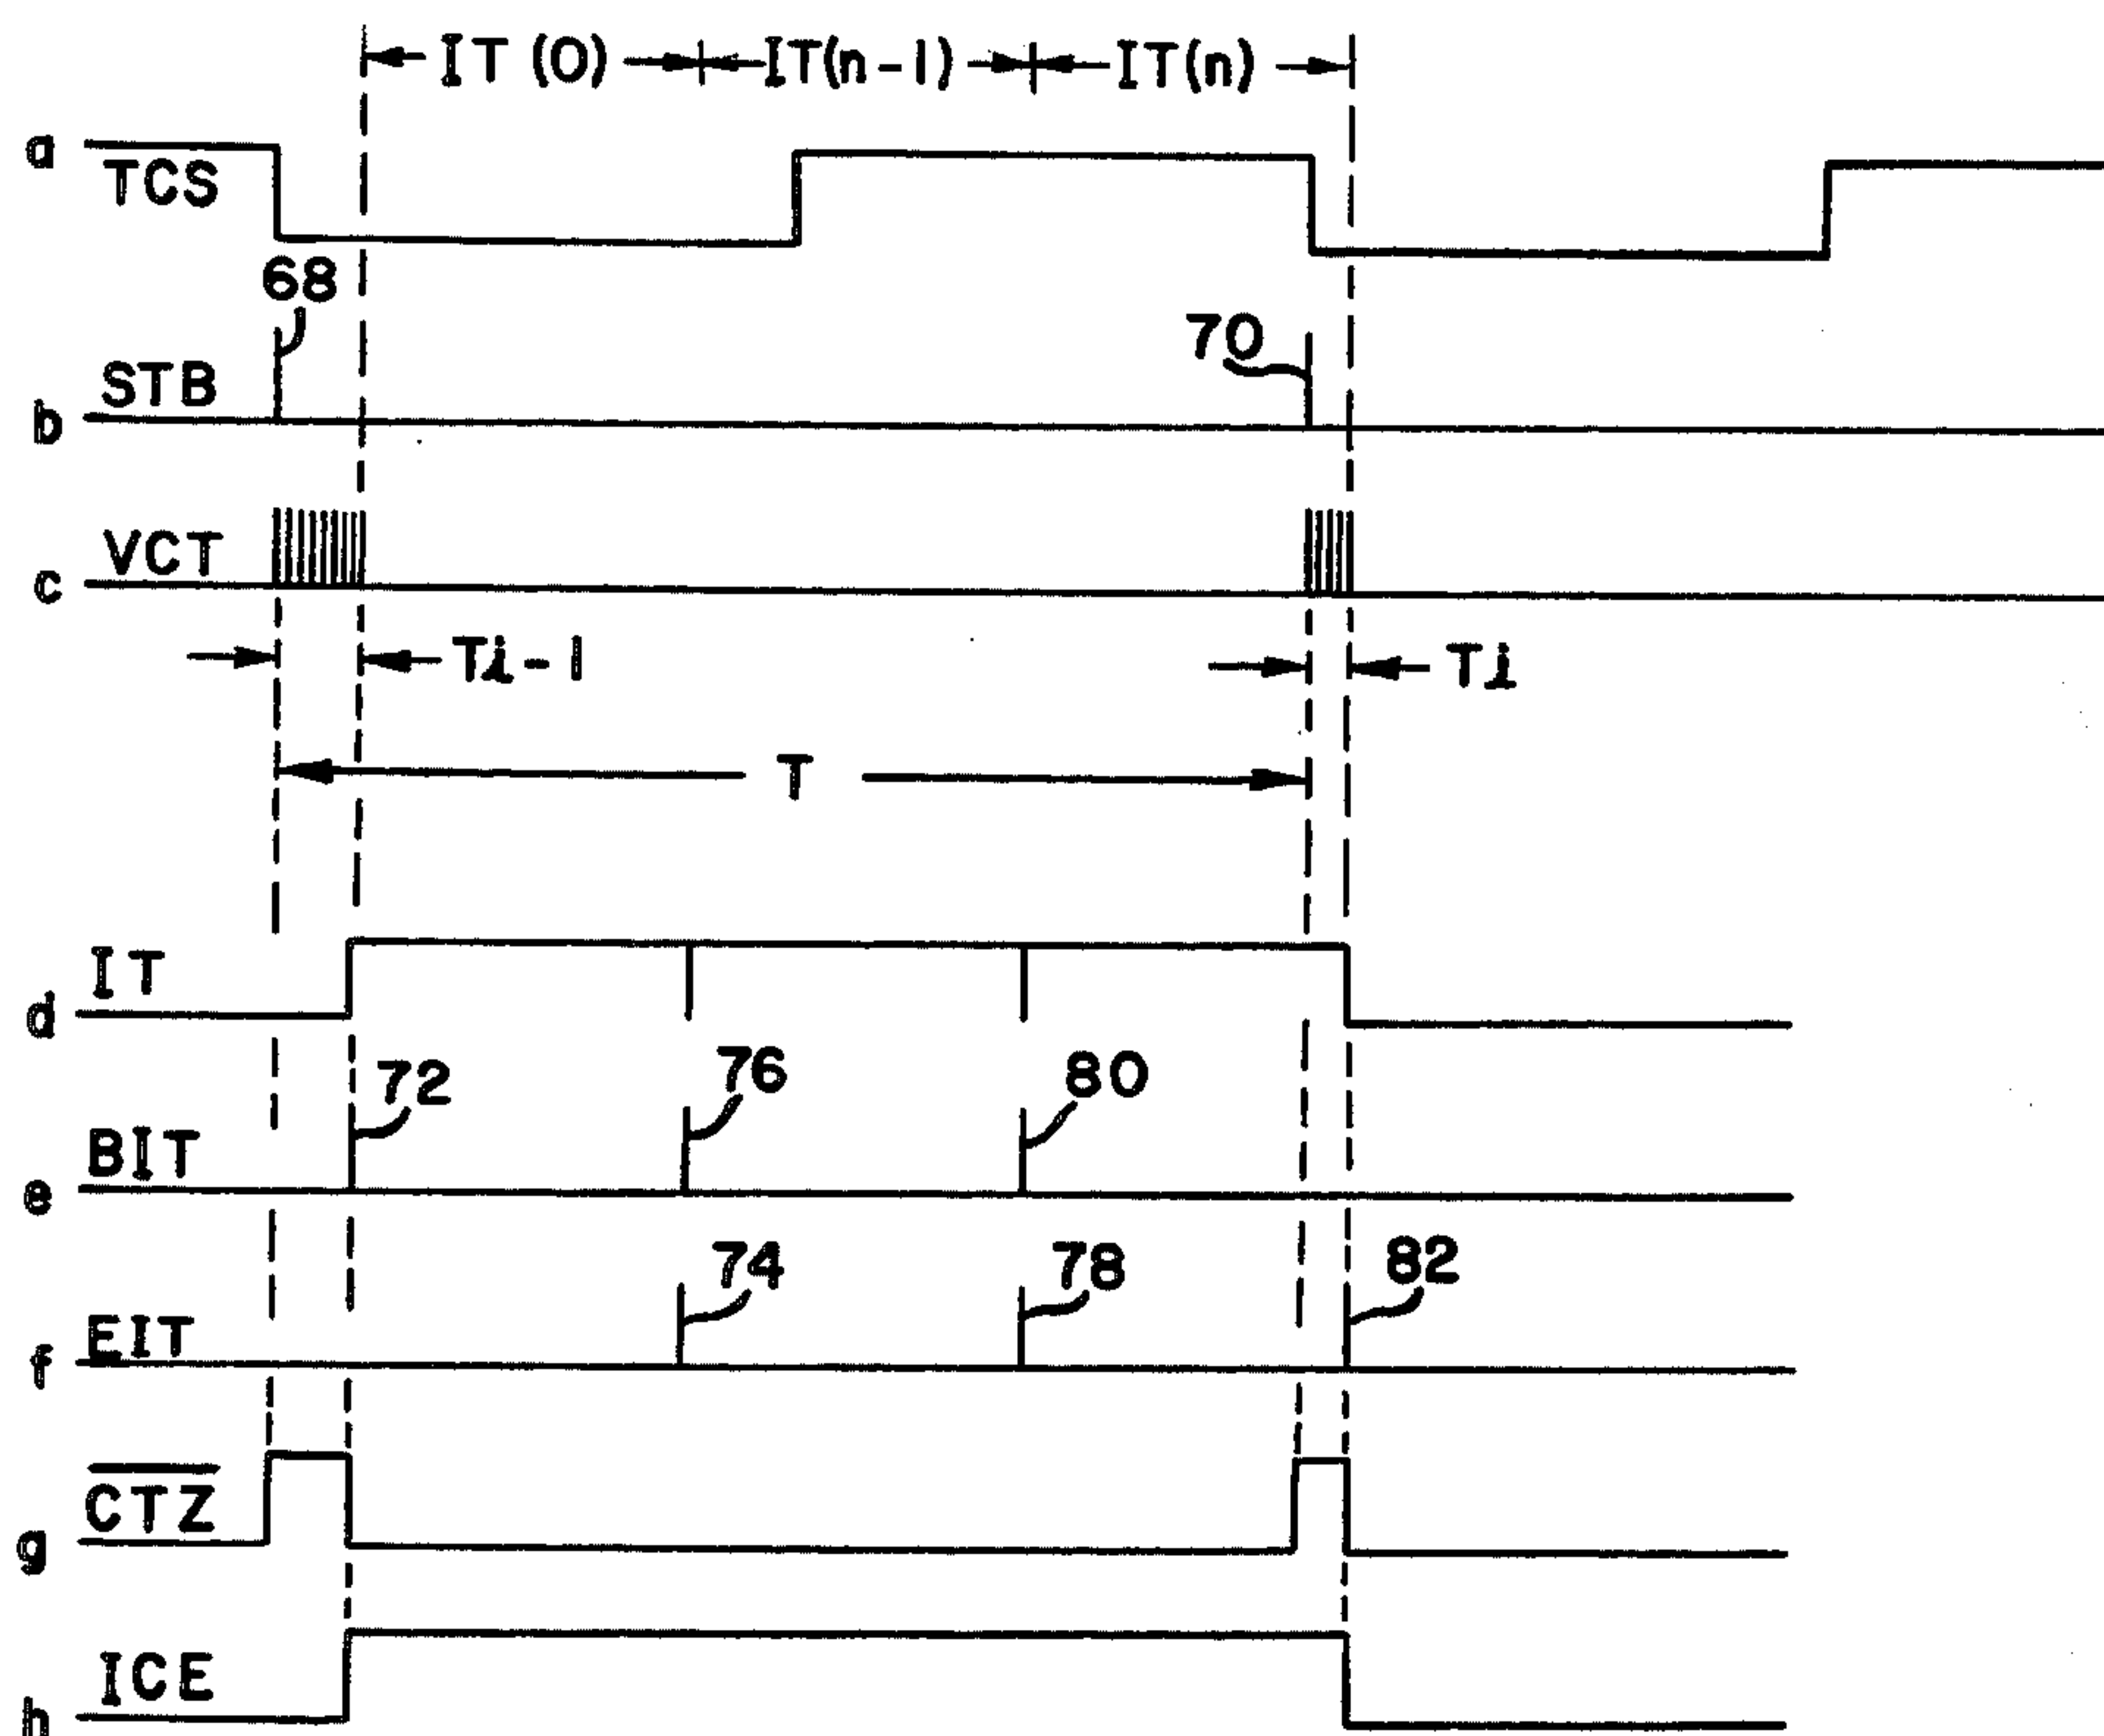 IT (0) IT(n-1) IT(n)
a TCS
68
70
b STB
c VCT
Ti-1 Ti
T
d IT
72 76 80
e BIT
74 78 82
f EIT
g CTZ
h ICE